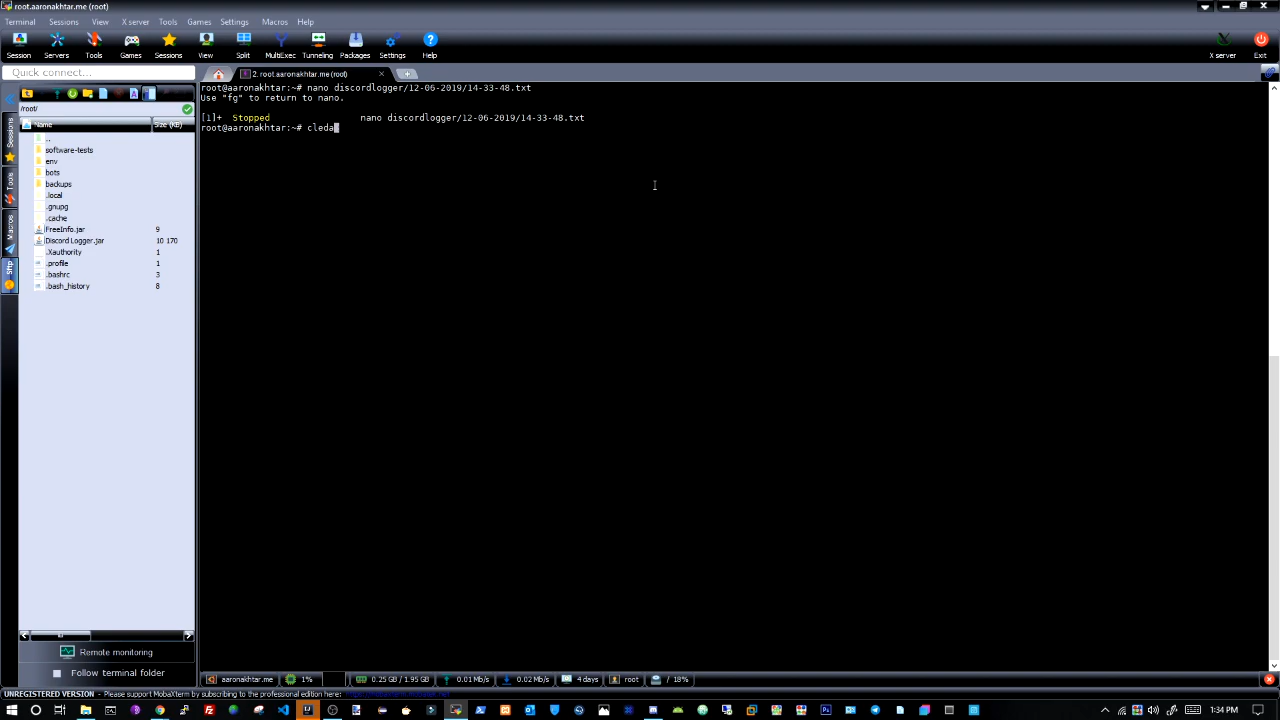 root.aaronakhtar.me (root)
Terminal Sessions View X server Tools Games Settings Macros Help
Session Servers Tools Games Sessions View Split MultiExec Tunneling Packages Settings Help X server Exit
Quick connect...
2. root.aaronakhtar.me (root)
/root/
Name Size (KB)
..
software-tests
env
bots
backups
.local
.gnupg
.cache
FreeInfo.jar 9
Discord Logger.jar 10 170
.Xauthority 1
.profile 1
.bashrc 3
.bash_history 8
Sessions
Tools
Macros
Sftp
root@aaronakhtar:~# nano discordlogger/12-06-2019/14-33-48.txt
Use "fg" to return to nano.
[1]+ Stopped nano discordlogger/12-06-2019/14-33-48.txt
root@aaronakhtar:~# cleda
Remote monitoring
Follow terminal folder
aaronakhtar.me 1% 0.25 GB / 1.95 GB 0.01 Mb/s 0.02 Mb/s 4 days root / 18%
UNREGISTERED VERSION - Please support MobaXterm by subscribing to the professional edition here:
1:34 PM